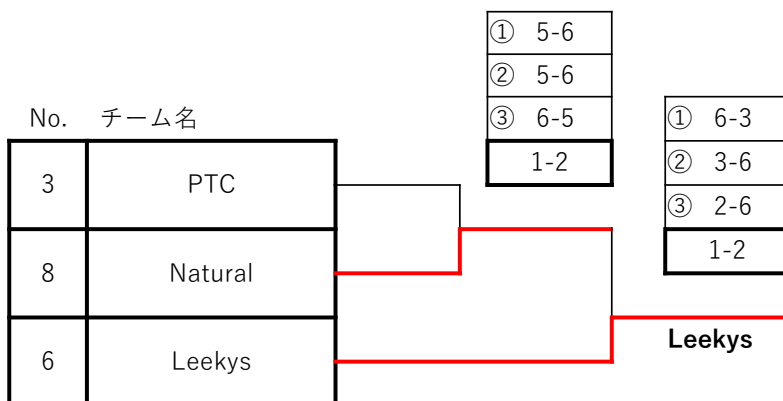 ① 5-6
② 5-6
③ 6-5
1-2
① 6-3
② 3-6
③ 2-6
1-2
No. チーム名
3 PTC
8 Natural
6 Leekys
Leekys